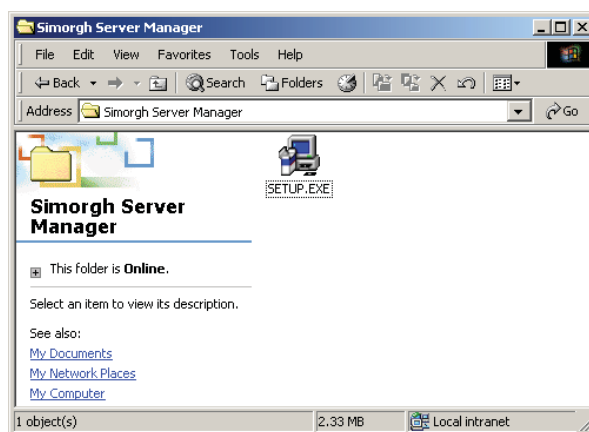 Simorgh Server Manager
File Edit View Favorites Tools Help
Back Search Folders
Address Simorgh Server Manager Go
SETUP.EXE
Simorgh Server
Manager
This folder is Online.
Select an item to view its description.
See also:
My Documents
My Network Places
My Computer
1 object(s) 2.33 MB Local intranet